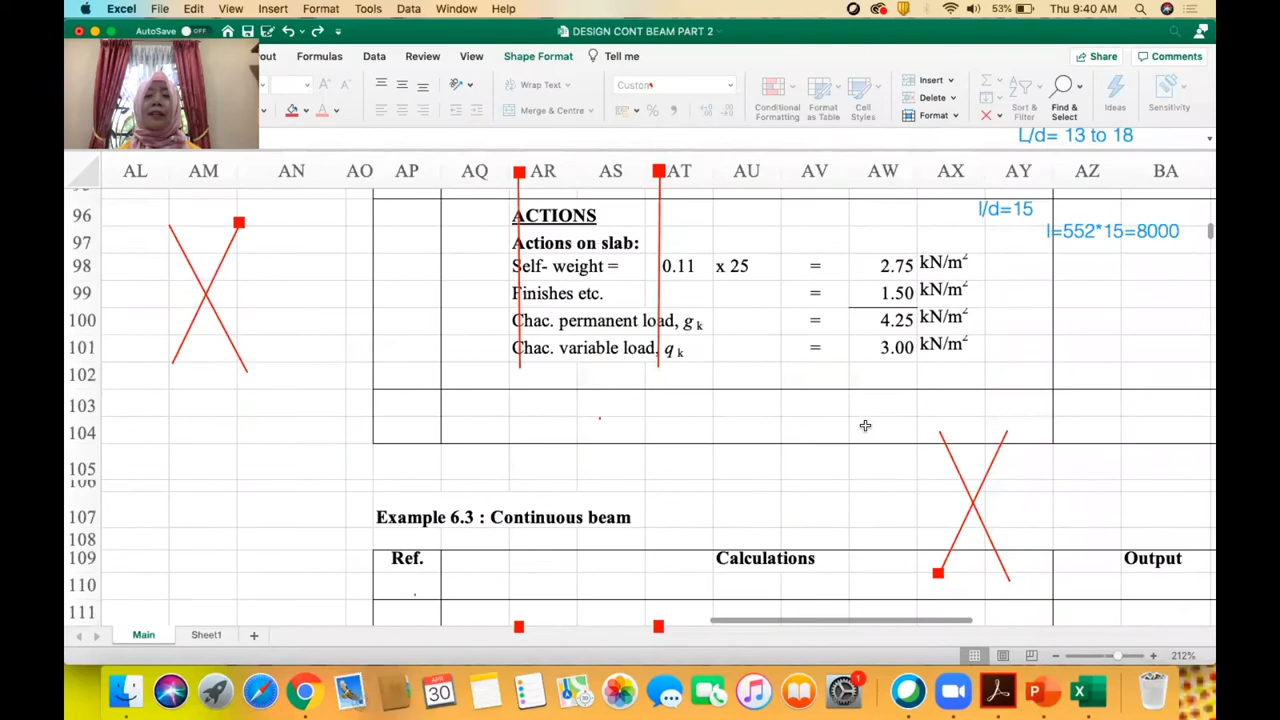 Excel File Edit View Insert Format Tools Data Window Help 53% Thu 9:40 AM
AutoSave OFF DESIGN CONT BEAM PART 2
out Formulas Data Review View Shape Format Tell me Share Comments
Wrap Text Custom Insert
Merge & Centre Conditional Formatting Format as Table Cell Styles Delete Format Sort & Filter Find & Select Ideas Sensitivity
L/d= 13 to 18
AL AM AN AO AP AQ AR AS AT AU AV AW AX AY AZ BA
96 ACTIONS l/d=15
l=552*15=8000
97 Actions on slab:
98 Self- weight = 0.11 x 25 = 2.75 kN/m²
99 Finishes etc. = 1.50 kN/m²
100 Chac. permanent load, g k = 4.25 kN/m²
101 Chac. variable load, q k = 3.00 kN/m²
102
103
104
105
106
107 Example 6.3 : Continuous beam
108
109 Ref. Calculations Output
110
111
Main Sheet1 +
212%
APR 30 1